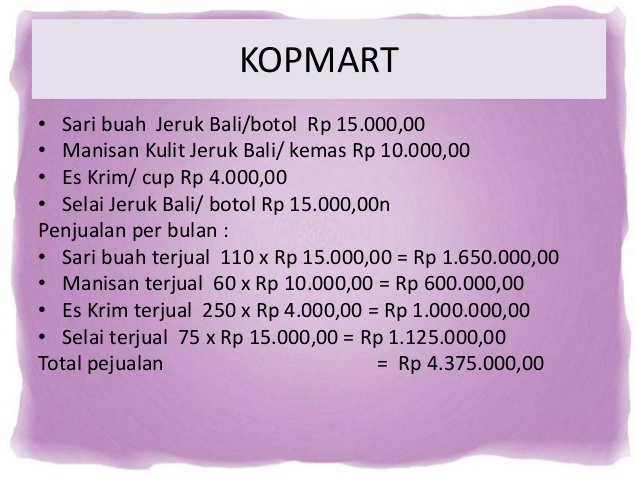 KOPMART
• Sari buah Jeruk Bali/botol Rp 15.000,00
• Manisan Kulit Jeruk Bali/ kemas Rp 10.000,00
• Es Krim/ cup Rp 4.000,00
• Selai Jeruk Bali/ botol Rp 15.000,00n
Penjualan per bulan :
• Sari buah terjual 110 x Rp 15.000,00 = Rp 1.650.000,00
• Manisan terjual 60 x Rp 10.000,00 = Rp 600.000,00
• Es Krim terjual 250 x Rp 4.000,00 = Rp 1.000.000,00
• Selai terjual 75 x Rp 15.000,00 = Rp 1.125.000,00
Total pejualan = Rp 4.375.000,00